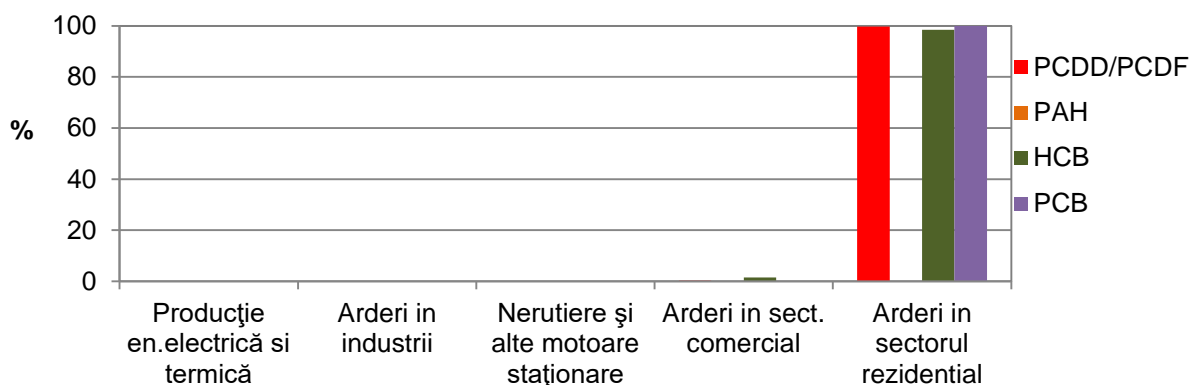 100
80
60
40
20
0
%
Producţie
en.electrică si
termică
Arderi in
industrii
Nerutiere şi
alte motoare
staţionare
Arderi in sect.
comercial
Arderi in
sectorul
rezidential
PCDD/PCDF
PAH
HCB
PCB